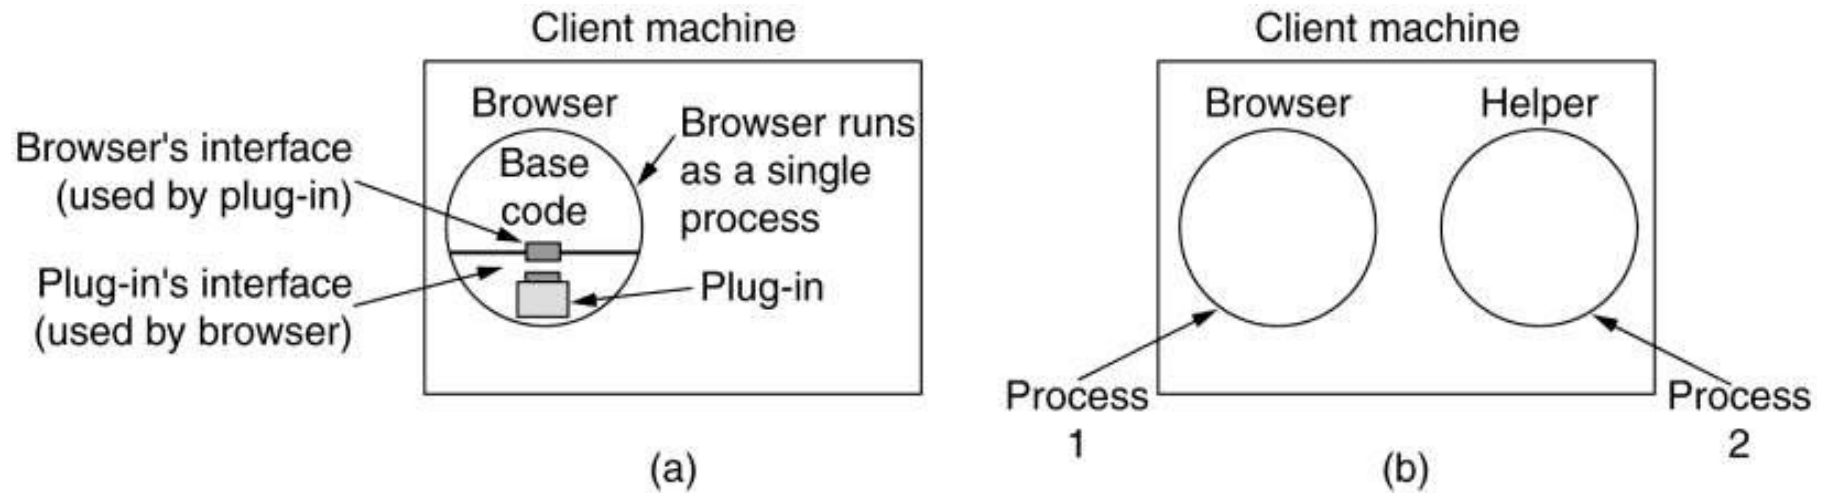 Client machine
Browser
Browser's interface
(used by plug-in)
Base
code
Browser runs
as a single
process
Plug-in's interface
(used by browser)
Plug-in
(a)
Client machine
Browser
Helper
Process
1
Process
2
(b)